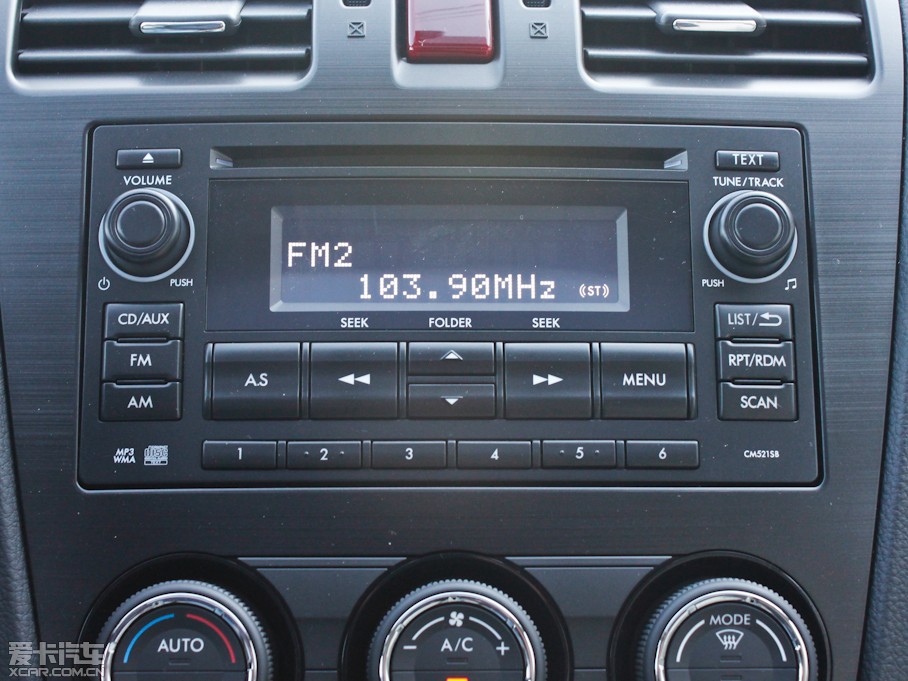 TEXT
VOLUME
TUNE/TRACK
FM2
103.90MHz
(ST)
PUSH
PUSH
SEEK
FOLDER
SEEK
CD/AUX
LIST/
FM
A.S
MENU
RPT/RDM
AM
SCAN
MP3
WMA
1
2
3
4
5
6
CM521SB
AUTO
A/C
- +
MODE
爱卡汽车
XCAR.COM.CN